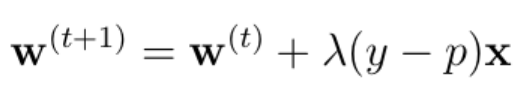 w^(t+1) = w^(t) + λ(y − p)x